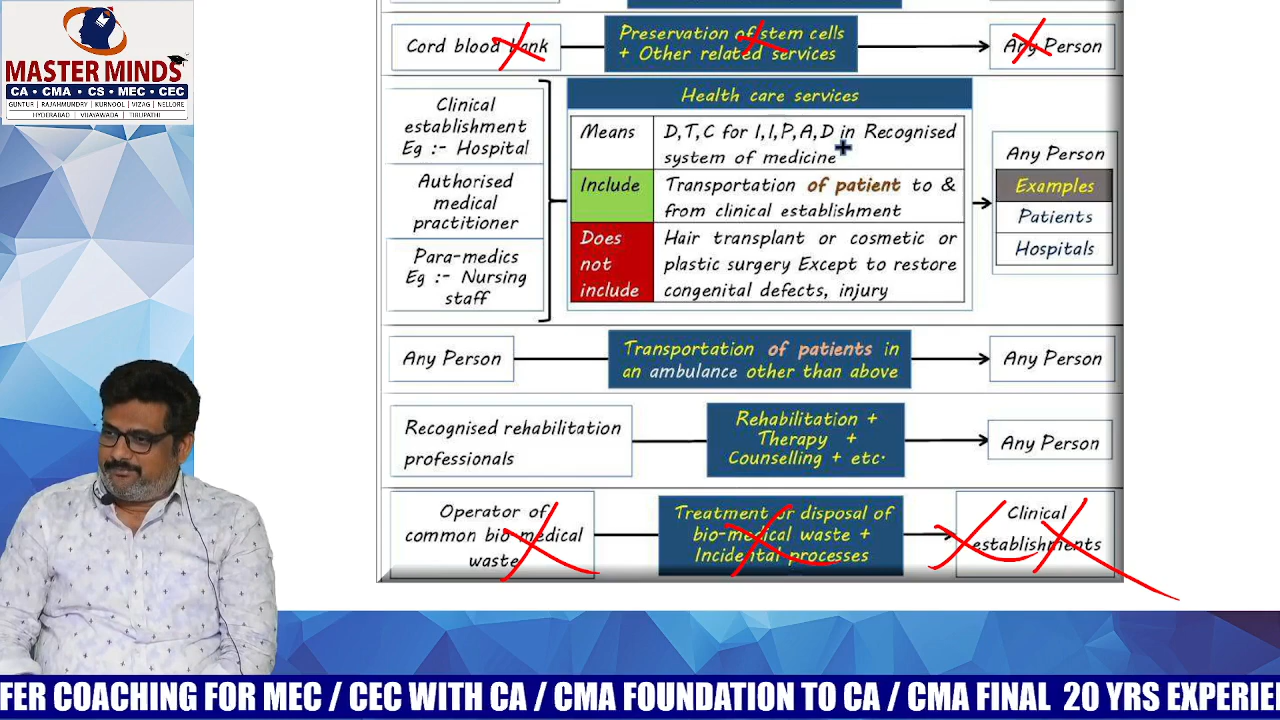 MASTER MINDS
CA • CMA • CS • MEC • CEC
GUNTUR | RAJAHMUNDRY | KURNOOL | VIZAG | NELLORE
HYDERABAD | VIJAYAWADA | TIRUPATHI
Cord blood bank
Preservation of stem cells
+ Other related services
Any Person
Clinical
establishment
Eg :- Hospital
Authorised
medical
practitioner
Para-medics
Eg :- Nursing
staff
Health care services
Means
D,T,C for I,I,P,A,D in Recognised
system of medicine
Include
Transportation of patient to &
from clinical establishment
Does
not
include
Hair transplant or cosmetic or
plastic surgery Except to restore
congenital defects, injury
Any Person
Examples
Patients
Hospitals
Any Person
Transportation of patients in
an ambulance other than above
Any Person
Recognised rehabilitation
professionals
Rehabilitation +
Therapy +
Counselling + etc.
Any Person
Operator of
common bio-medical
waste
Treatment or disposal of
bio-medical waste +
Incidental processes
Clinical
establishments
FER COACHING FOR MEC / CEC WITH CA / CMA FOUNDATION TO CA / CMA FINAL 20 YRS EXPERIE